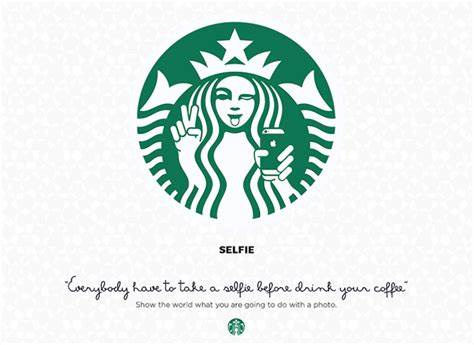 SELFIE
"Everybody have to take a selfie before drink your coffee"
Show the world what you are going to do with a photo.